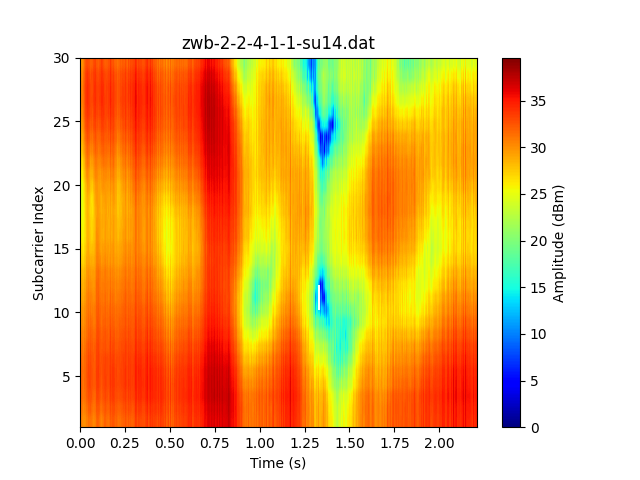 zwb-2-2-4-1-1-su14.dat
30
25
20
15
10
5
Subcarrier Index
0.00 0.25 0.50 0.75 1.00 1.25 1.50 1.75 2.00
Time (s)
35
30
25
20
15
10
5
0
Amplitude (dBm)